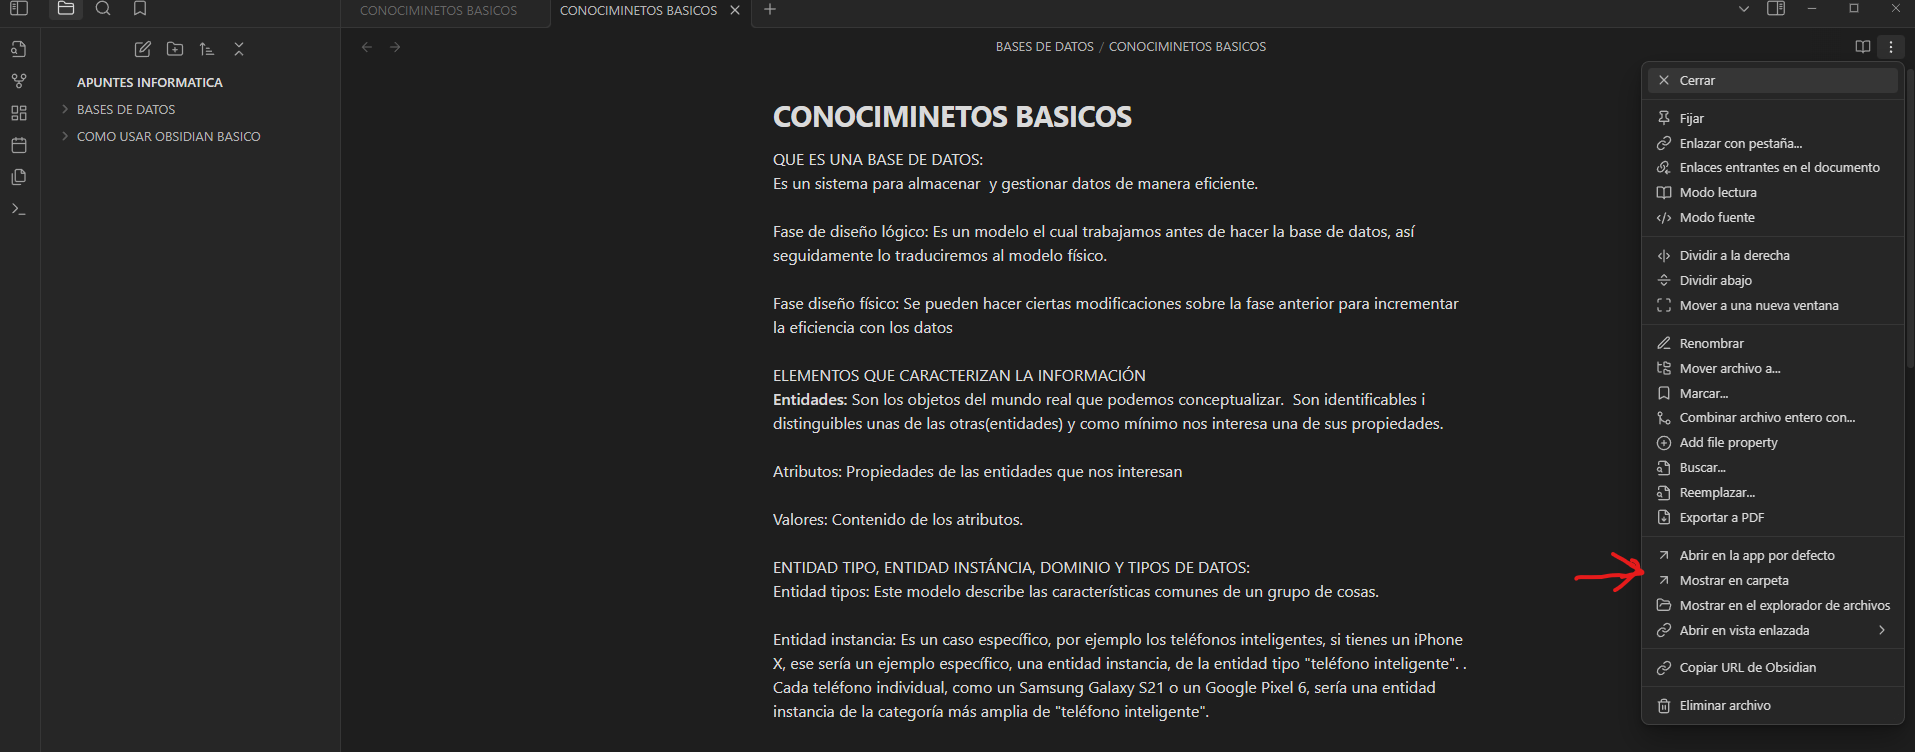 CONOCIMINETOS BASICOS
CONOCIMINETOS BASICOS
BASES DE DATOS / CONOCIMINETOS BASICOS
APUNTES INFORMATICA
BASES DE DATOS
COMO USAR OBSIDIAN BASICO
CONOCIMINETOS BASICOS
QUE ES UNA BASE DE DATOS:
Es un sistema para almacenar  y gestionar datos de manera eficiente.
Fase de diseño lógico: Es un modelo el cual trabajamos antes de hacer la base de datos, así
seguidamente lo traduciremos al modelo físico.
Fase diseño físico: Se pueden hacer ciertas modificaciones sobre la fase anterior para incrementar
la eficiencia con los datos
ELEMENTOS QUE CARACTERIZAN LA INFORMACIÓN
Entidades: Son los objetos del mundo real que podemos conceptualizar.  Son identificables i
distinguibles unas de las otras(entidades) y como mínimo nos interesa una de sus propiedades.
Atributos: Propiedades de las entidades que nos interesan
Valores: Contenido de los atributos.
ENTIDAD TIPO, ENTIDAD INSTÁNCIA, DOMINIO Y TIPOS DE DATOS:
Entidad tipos: Este modelo describe las características comunes de un grupo de cosas.
Entidad instancia: Es un caso específico, por ejemplo los teléfonos inteligentes, si tienes un iPhone
X, ese sería un ejemplo específico, una entidad instancia, de la entidad tipo "teléfono inteligente". .
Cada teléfono individual, como un Samsung Galaxy S21 o un Google Pixel 6, sería una entidad
instancia de la categoría más amplia de "teléfono inteligente".
Cerrar
Fijar
Enlazar con pestaña...
Enlaces entrantes en el documento
Modo lectura
Modo fuente
Dividir a la derecha
Dividir abajo
Mover a una nueva ventana
Renombrar
Mover archivo a...
Marcar...
Combinar archivo entero con...
Add file property
Buscar...
Reemplazar...
Exportar a PDF
Abrir en la app por defecto
Mostrar en carpeta
Mostrar en el explorador de archivos
Abrir en vista enlazada
Copiar URL de Obsidian
Eliminar archivo